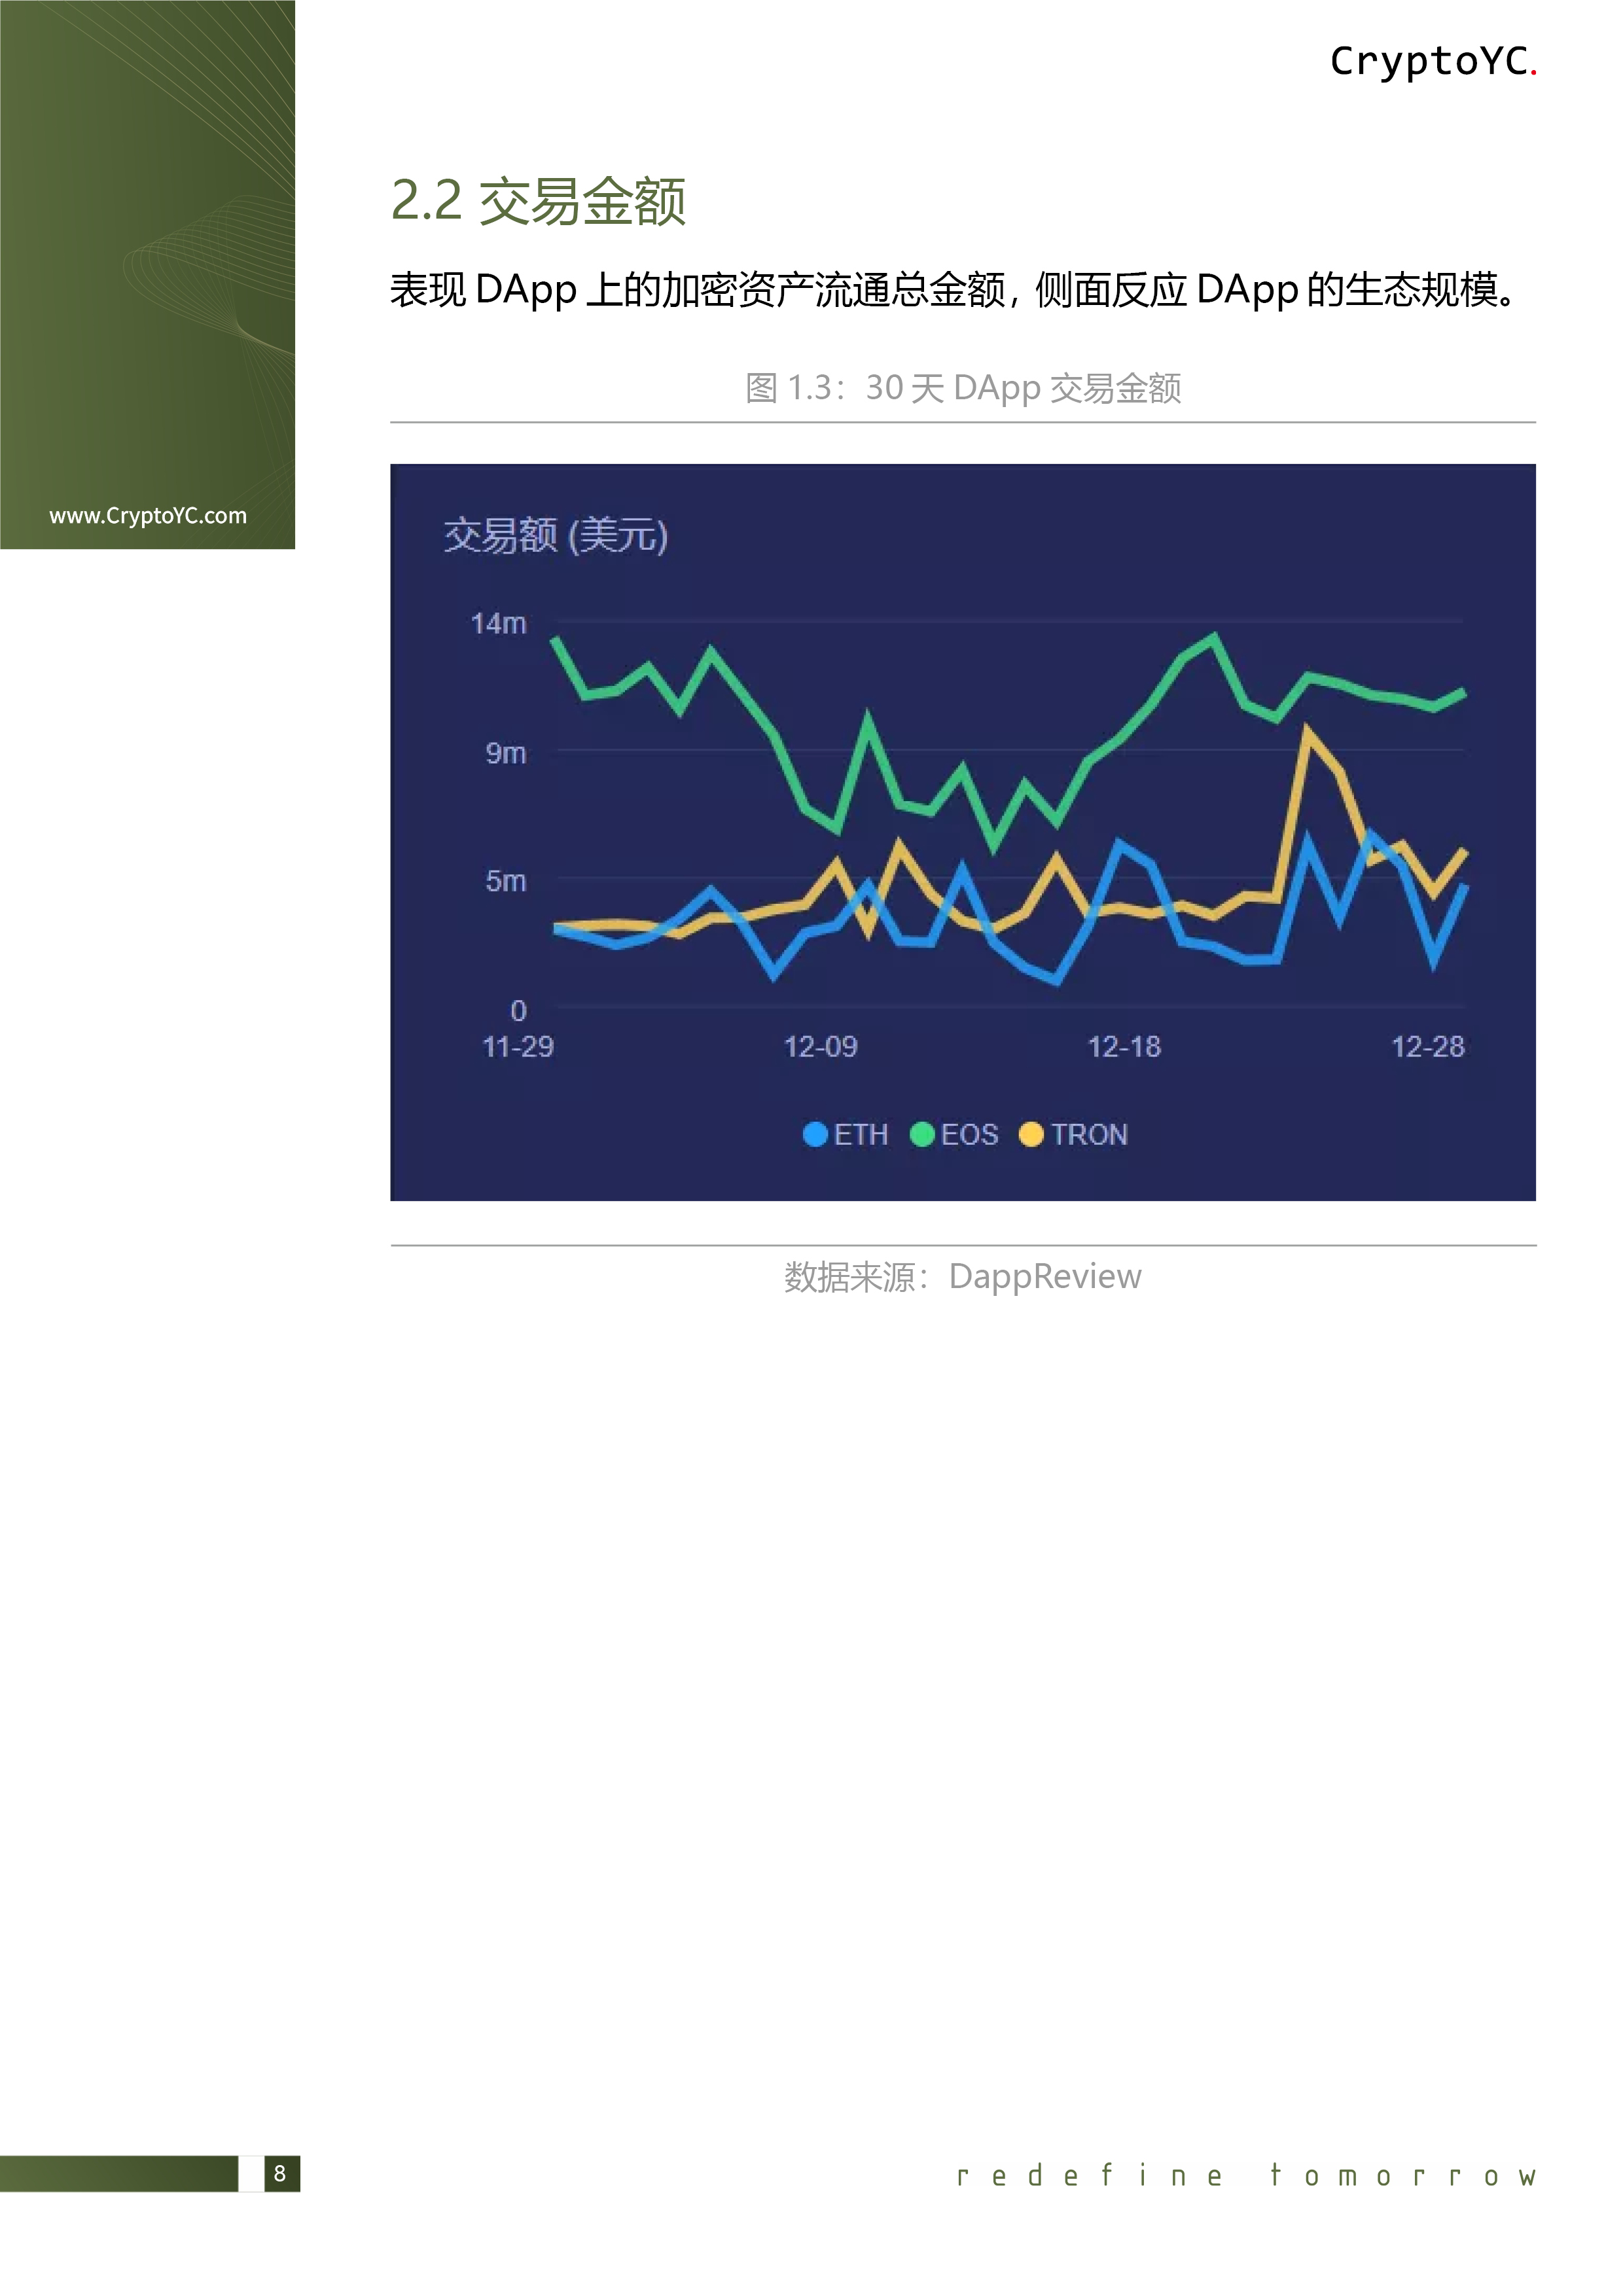 CryptoYC.
www.CryptoYC.com
2.2 交易金额
表现 DApp 上的加密资产流通总金额，侧面反应 DApp 的生态规模。
图 1.3：30 天 DApp 交易金额
交易额 (美元)
14m
9m
5m
0
11-29 12-09 12-18 12-28
ETH EOS TRON
数据来源：DappReview
8
redefine tomorrow